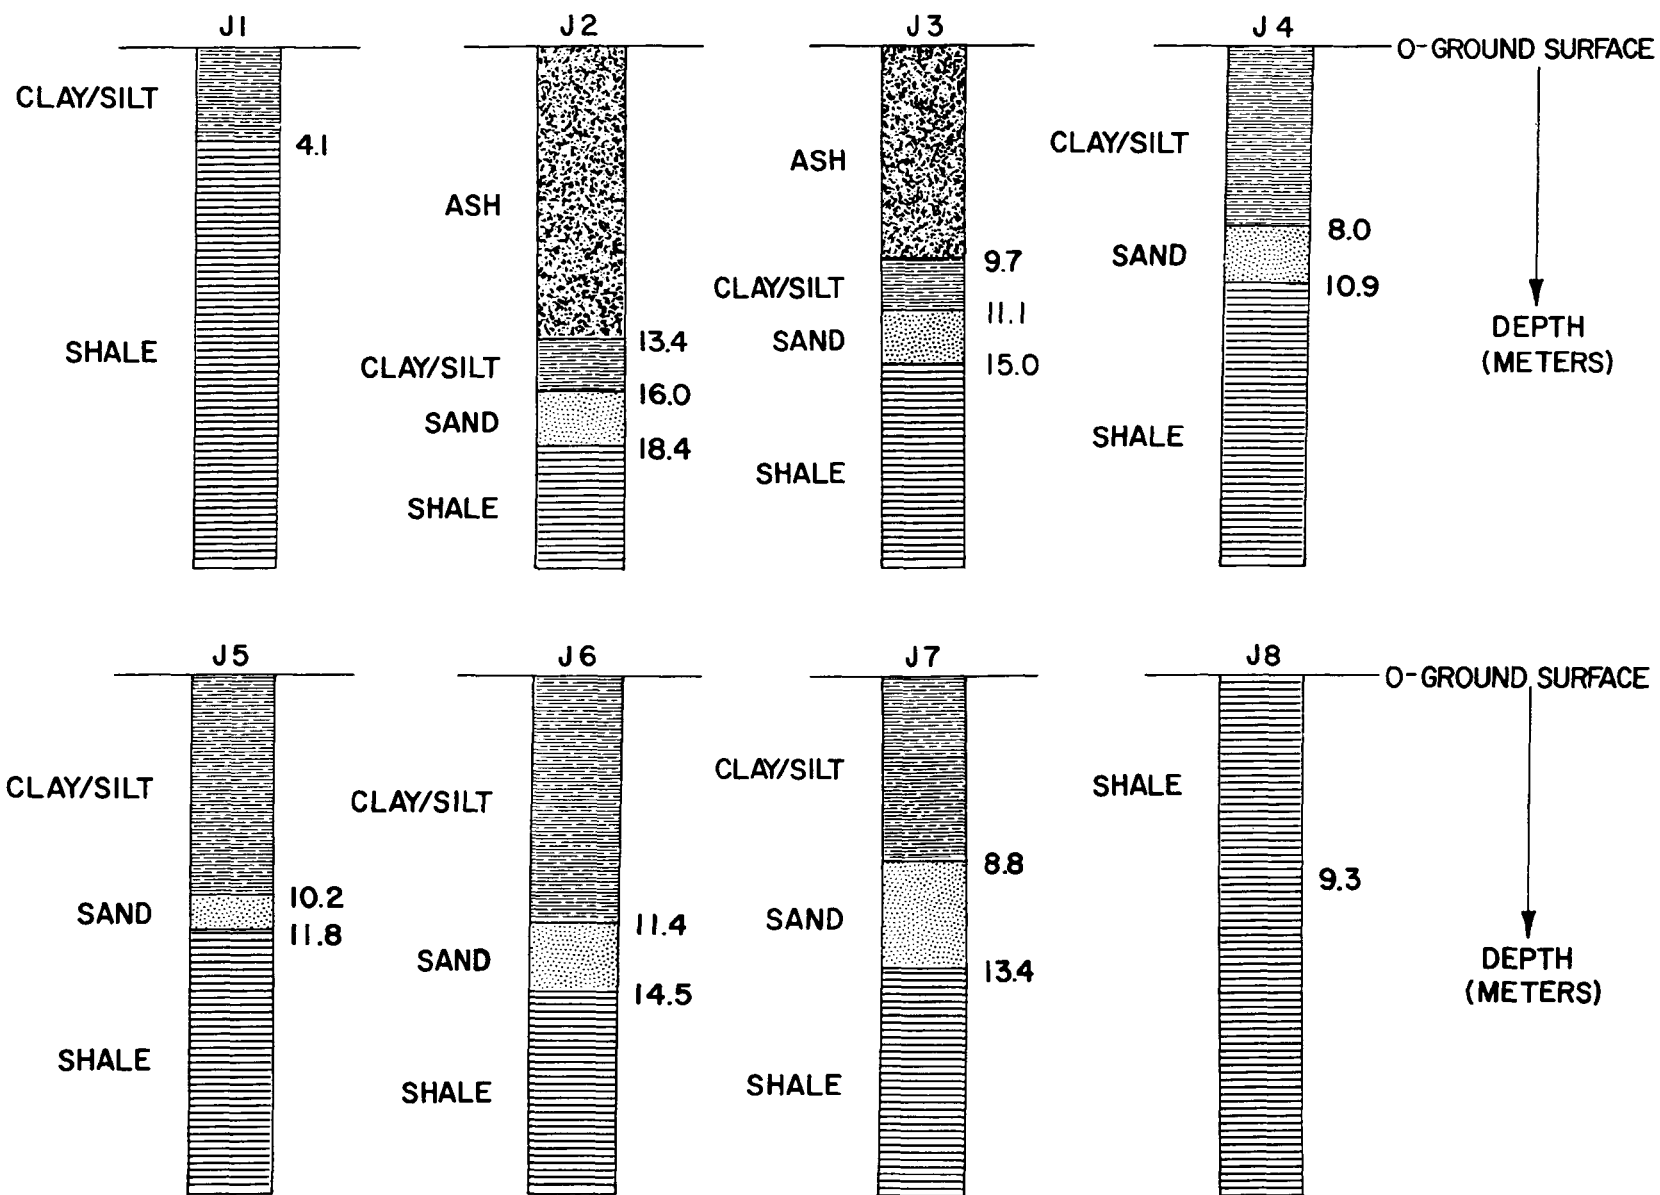 J1
J2
J3
J4
0-GROUND SURFACE
CLAY/SILT
4.1
SHALE
ASH
13.4
CLAY/SILT
16.0
SAND
18.4
SHALE
ASH
9.7
CLAY/SILT
11.1
SAND
15.0
SHALE
CLAY/SILT
8.0
SAND
10.9
SHALE
DEPTH
(METERS)
J5
J6
J7
J8
0-GROUND SURFACE
CLAY/SILT
10.2
SAND
11.8
SHALE
CLAY/SILT
11.4
SAND
14.5
SHALE
CLAY/SILT
8.8
SAND
13.4
SHALE
SHALE
9.3
DEPTH
(METERS)